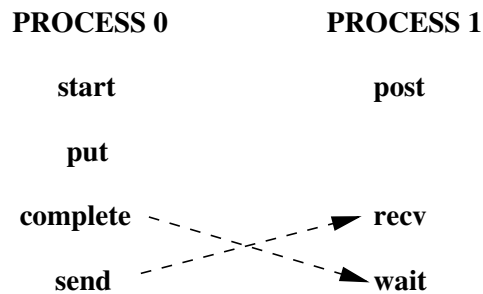 PROCESS 0 PROCESS 1
start post
put
complete recv
send wait